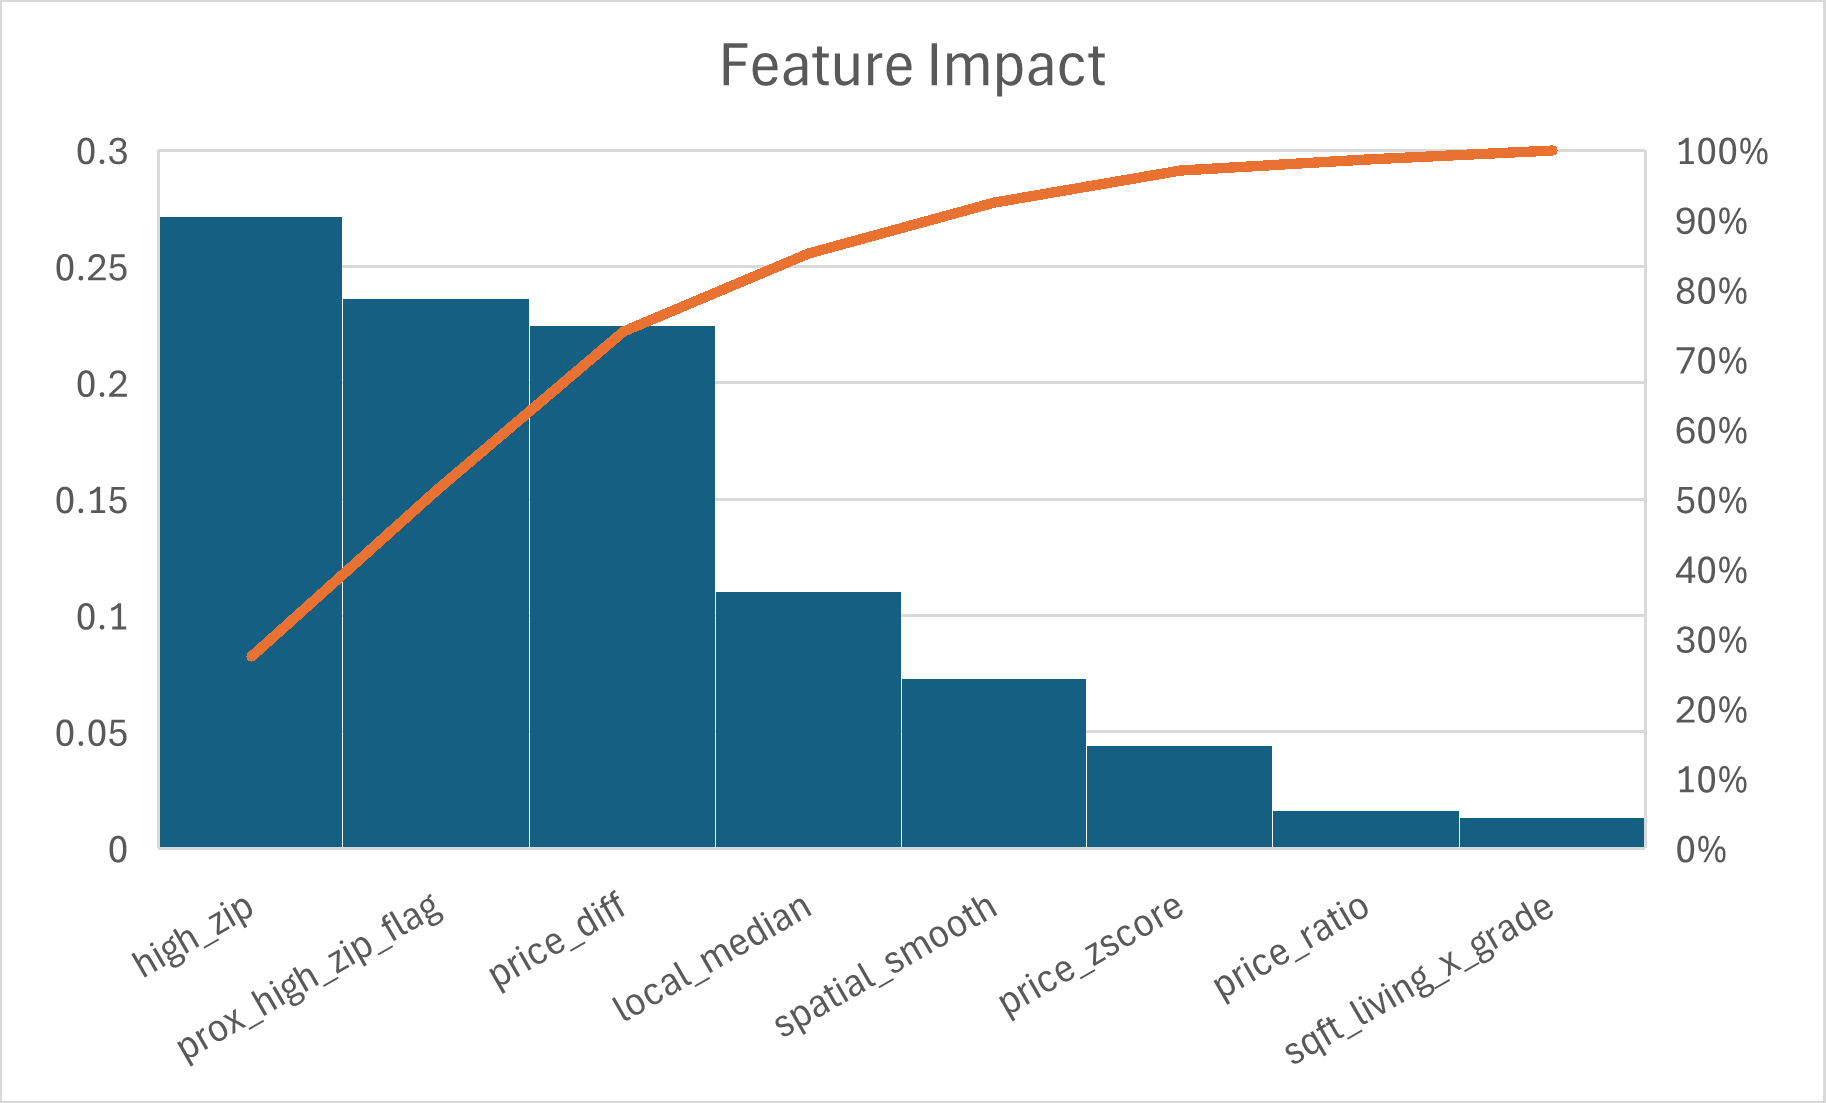 Feature Impact
0.3
0.25
0.2
0.15
0.1
0.05
0
100%
90%
80%
70%
60%
50%
40%
30%
20%
10%
0%
high_zip
prox_high_zip_flag
price_diff
local_median
spatial_smooth
price_zscore
price_ratio
sqft_living_x_grade